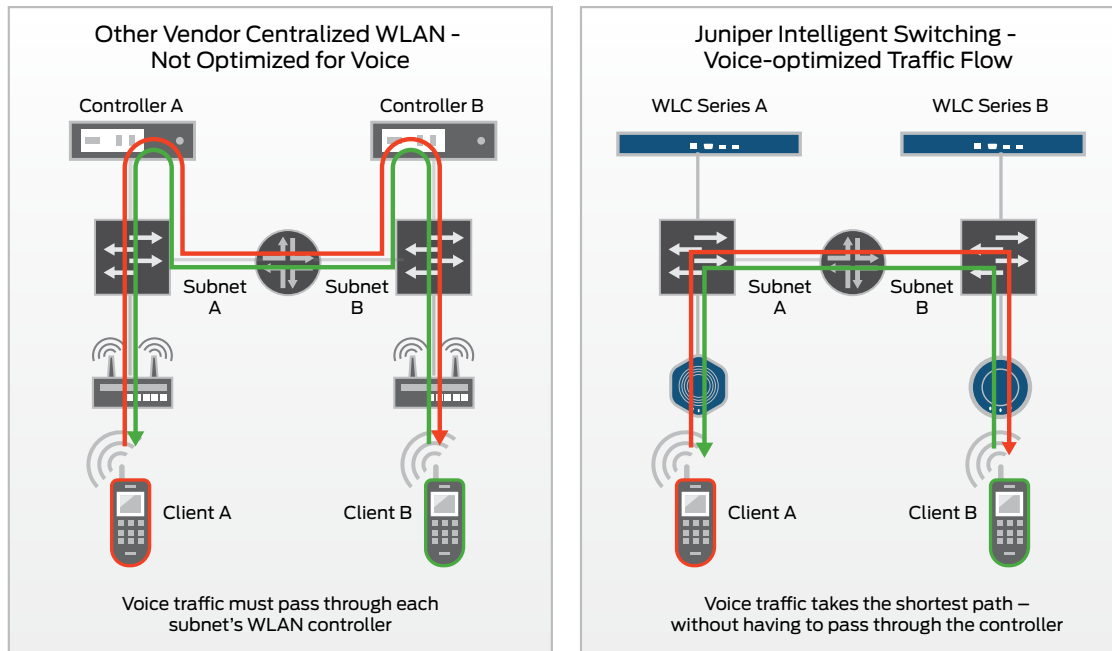 Other Vendor Centralized WLAN -
Not Optimized for Voice
Controller A
Controller B
Subnet
A
Subnet
B
Client A
Client B
Voice traffic must pass through each
subnet's WLAN controller
Juniper Intelligent Switching -
Voice-optimized Traffic Flow
WLC Series A
WLC Series B
Subnet
A
Subnet
B
Client A
Client B
Voice traffic takes the shortest path –
without having to pass through the controller